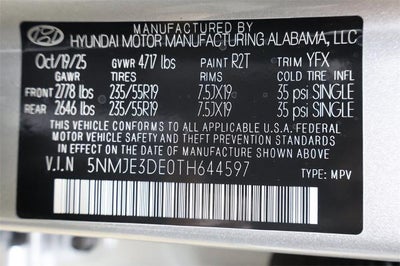 MANUFACTURED BY
HYUNDAI MOTOR MANUFACTURING ALABAMA, LLC
Oct/19/25 GVWR 4717 lbs PAINT R2T TRIM YFX
GAWR TIRES RIMS COLD TIRE INFL
FRONT 2778 lbs 235/55R19 7.5JX19 35 psi SINGLE
REAR 2646 lbs 235/55R19 7.5JX19 35 psi SINGLE
THIS VEHICLE CONFORMS TO ALL APPLICABLE U.S.A. FEDERAL
MOTOR VEHICLE SAFETY AND THEFT PREVENTION STANDARDS
IN EFFECT ON THE DATE OF MANUFACTURE SHOWN ABOVE.
V.I.N 5NMJE3DE0TH644597
TYPE: MPV